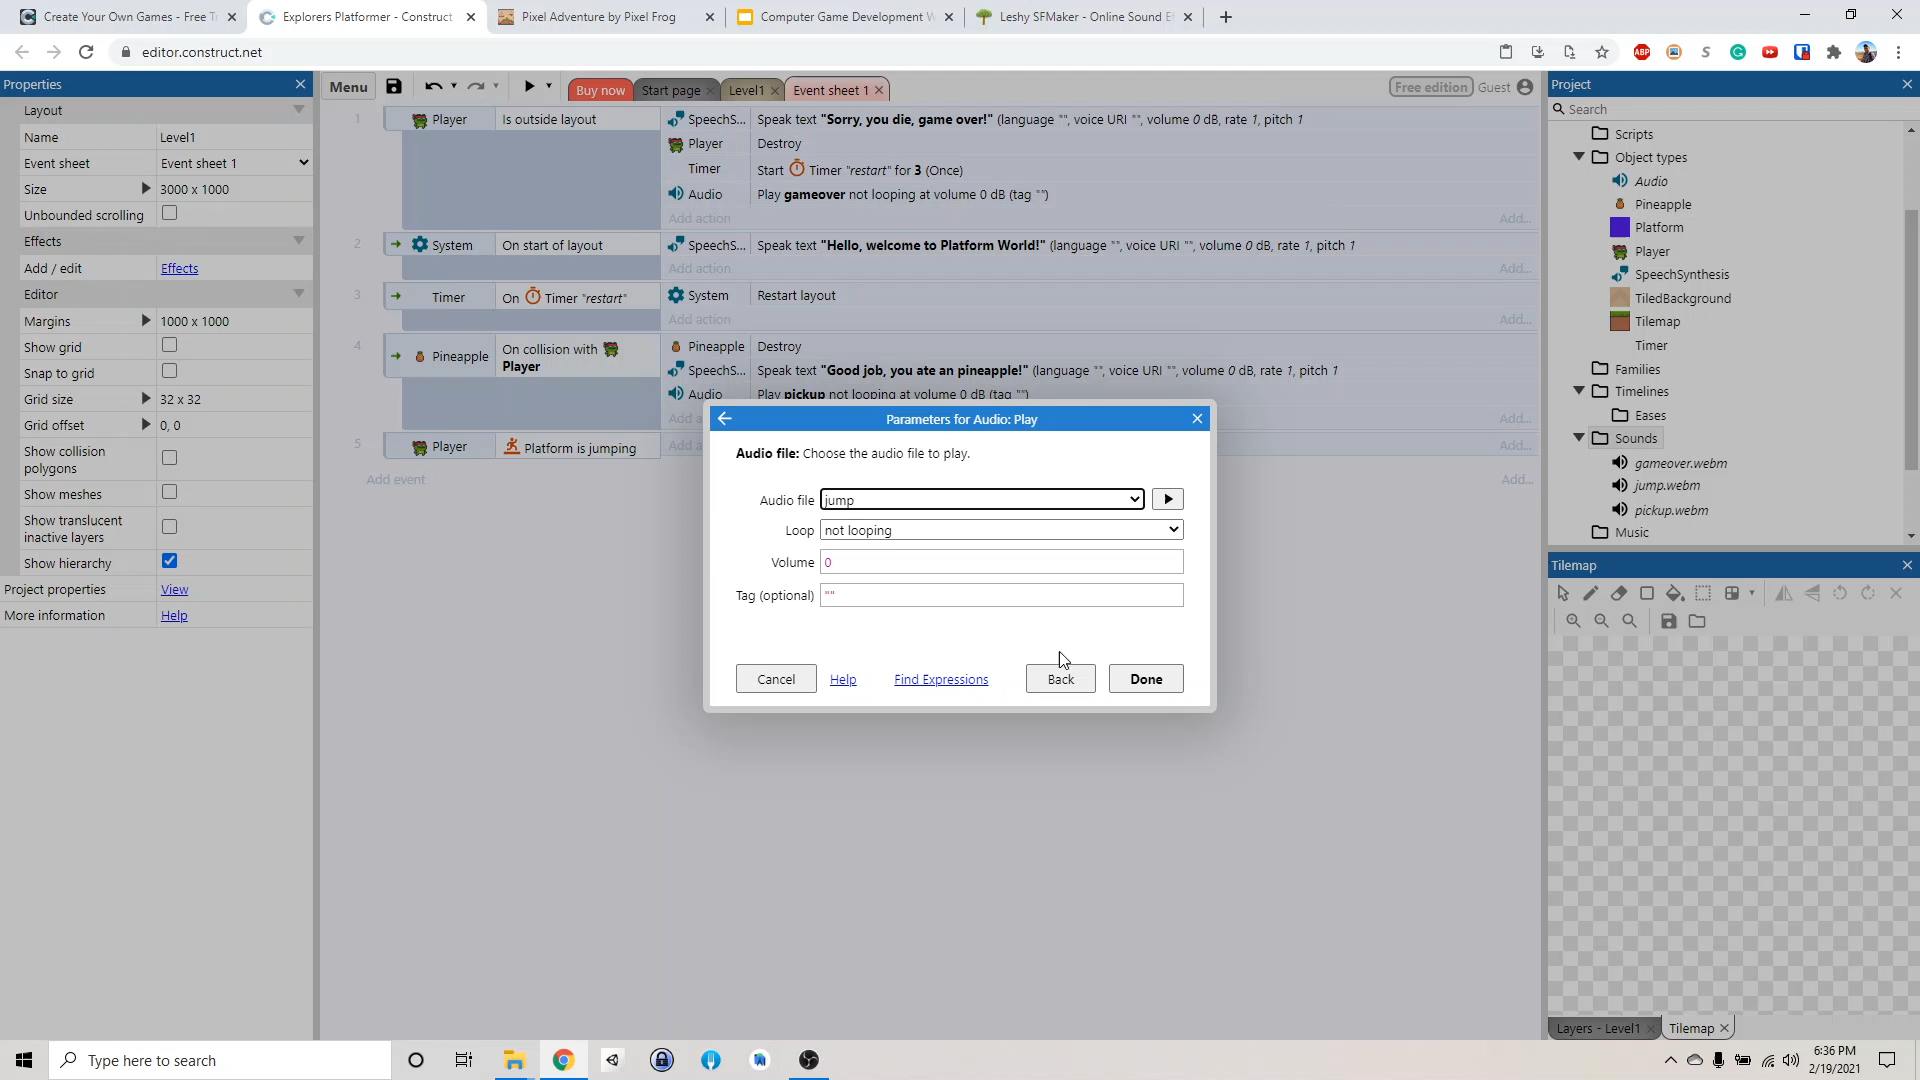 Create Your Own Games - Free T
Explorers Platformer - Construct
Pixel Adventure by Pixel Frog
Computer Game Development W
Leshy SFMaker - Online Sound Ef
editor.construct.net
ABP
Properties
Menu
Buy now
Start page
Level1
Event sheet 1
Free edition
Guest
Project
Layout
Name
Level1
Event sheet
Event sheet 1
Size
3000 x 1000
Unbounded scrolling
Effects
Add / edit
Effects
Editor
Margins
1000 x 1000
Show grid
Snap to grid
Grid size
32 x 32
Grid offset
0, 0
Show collision
polygons
Show meshes
Show translucent
inactive layers
Show hierarchy
Project properties
View
More information
Help
1
Player
Is outside layout
SpeechS...
Speak text "Sorry, you die, game over!" (language "", voice URI "", volume 0 dB, rate 1, pitch 1
Player
Destroy
Timer
Start Timer "restart" for 3 (Once)
Audio
Play gameover not looping at volume 0 dB (tag "")
Add action
Add...
2
System
On start of layout
SpeechS...
Speak text "Hello, welcome to Platform World!" (language "", voice URI "", volume 0 dB, rate 1, pitch 1
Add action
Add...
3
Timer
On Timer "restart"
System
Restart layout
Add action
Add...
4
Pineapple
On collision with
Player
Pineapple
Destroy
SpeechS...
Speak text "Good job, you ate an pineapple!" (language "", voice URI "", volume 0 dB, rate 1, pitch 1
Audio
Play pickup not looping at volume 0 dB (tag "")
Add a
Add...
5
Player
Platform is jumping
Add a
Add...
Add event
Add...
Parameters for Audio: Play
Audio file: Choose the audio file to play.
Audio file
jump
Loop
not looping
Volume
0
Tag (optional)
""
Cancel
Help
Find Expressions
Back
Done
Search
Scripts
Object types
Audio
Pineapple
Platform
Player
SpeechSynthesis
TiledBackground
Tilemap
Timer
Families
Timelines
Eases
Sounds
gameover.webm
jump.webm
pickup.webm
Music
Tilemap
Layers - Level1
Tilemap
Type here to search
6:36 PM
2/19/2021